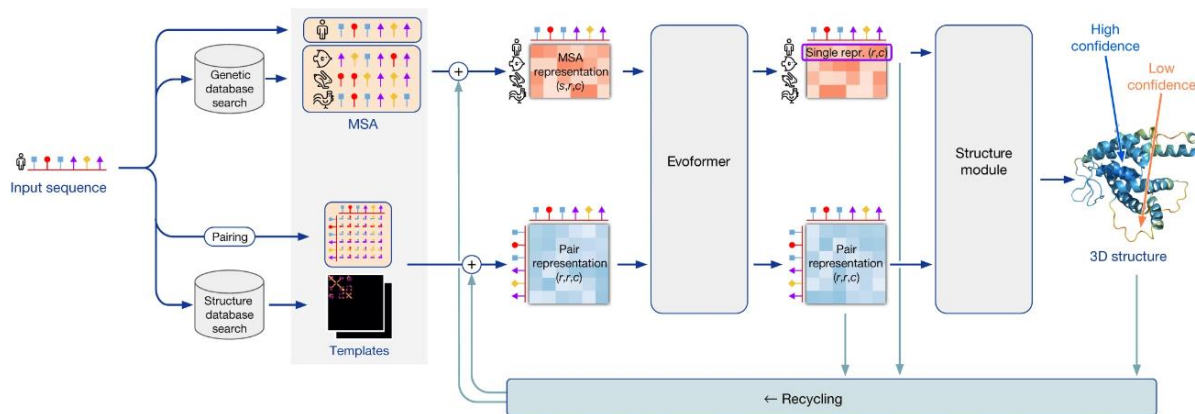 Input sequence
Genetic
database
search
Pairing
Structure
database
search
MSA
Templates
+
+
MSA
representation
(s,r,c)
Pair
representation
(r,r,c)
Evoformer
Single repr. (r,c)
Pair
representation
(r,r,c)
Structure
module
High
confidence
Low
confidence
3D structure
← Recycling